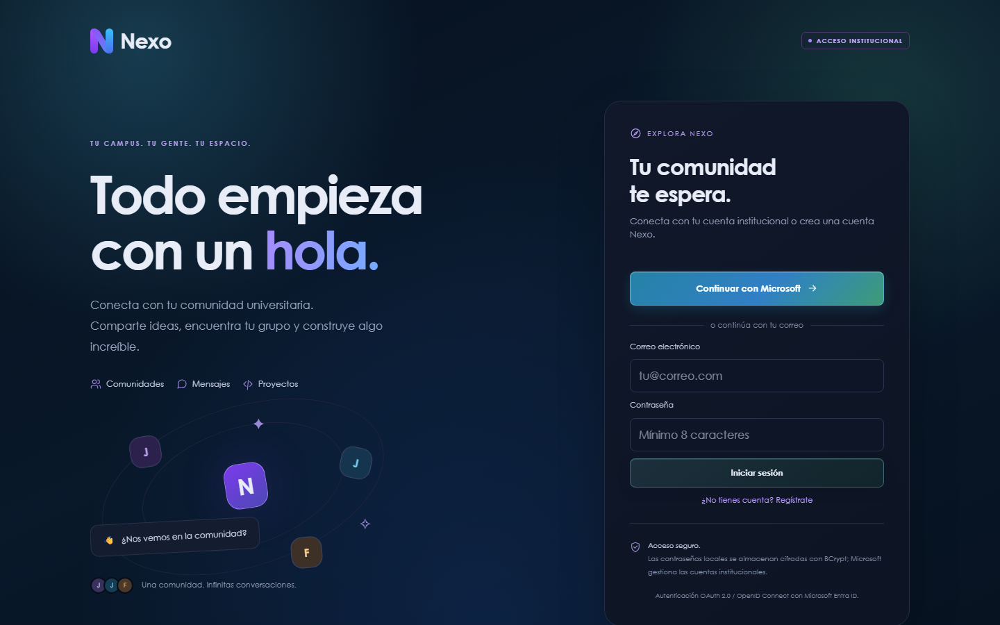 Nexo
ACCESO INSTITUCIONAL
TU CAMPUS. TU GENTE. TU ESPACIO.
Todo empieza
con un hola.
Conecta con tu comunidad universitaria.
Comparte ideas, encuentra tu grupo y construye algo
increíble.
Comunidades
Mensajes
Proyectos
J
J
N
¿Nos vemos en la comunidad?
F
J J F
Una comunidad. Infinitas conversaciones.
EXPLORA NEXO
Tu comunidad
te espera.
Conecta con tu cuenta institucional o crea una cuenta
Nexo.
Continuar con Microsoft
o continúa con tu correo
Correo electrónico
tu@correo.com
Contraseña
Mínimo 8 caracteres
Iniciar sesión
¿No tienes cuenta? Regístrate
Acceso seguro.
Las contraseñas locales se almacenan cifradas con BCrypt; Microsoft
gestiona las cuentas institucionales.
Autenticación OAuth 2.0 / OpenID Connect con Microsoft Entra ID.